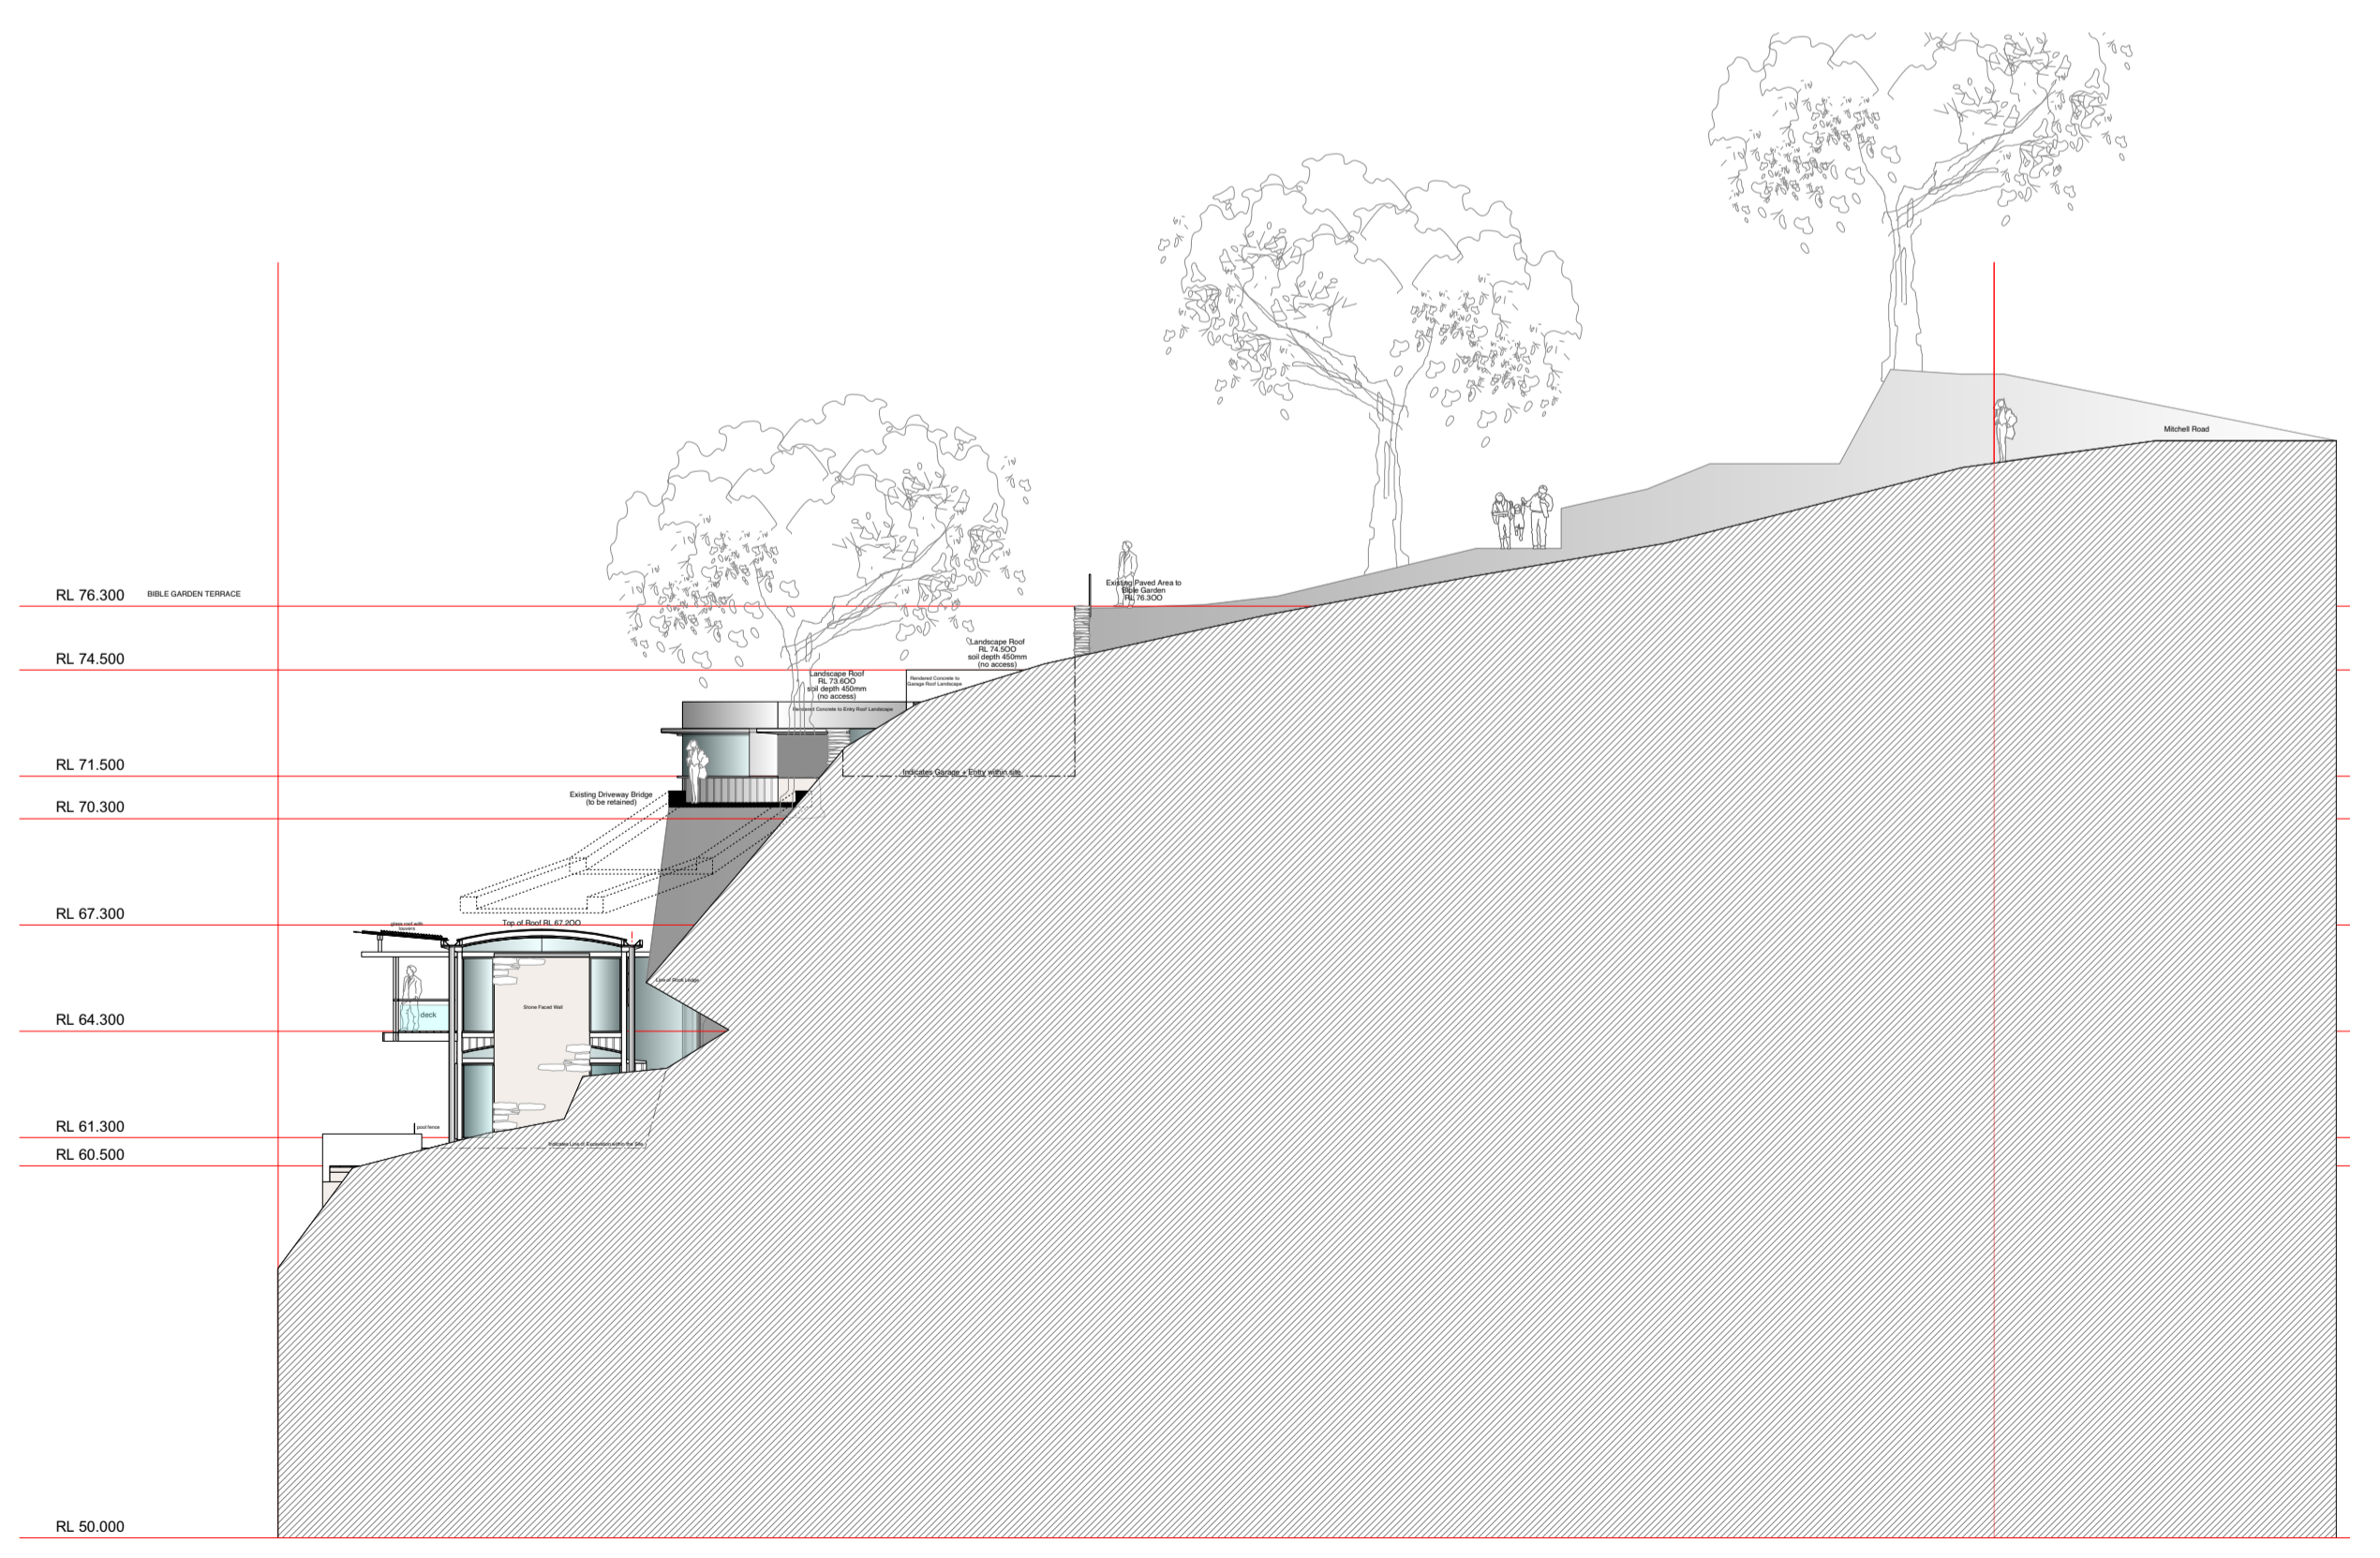 Mitchell Road
RL 76.300
BIBLE GARDEN TERRACE
Existing Paved Area to
Bible Garden
RL 76.300
RL 74.500
Landscape Roof
RL 74.500
soil depth 450mm
(no access)
Landscape Roof
RL 73.600
soil depth 450mm
(no access)
Rendered Concrete to
Garage Roof Landscape
Rendered Concrete to Entry Roof Landscape
RL 71.500
Indicates Garage + Entry within site
Existing Driveway Bridge
(to be retained)
RL 70.300
RL 67.300
glass roof with
louvers
Top of Roof RL 67.200
Line of Rock Ledge
Stone Faced Wall
RL 64.300
deck
RL 61.300
pool fence
Indicates Line of Excavation within the Site
RL 60.500
RL 50.000